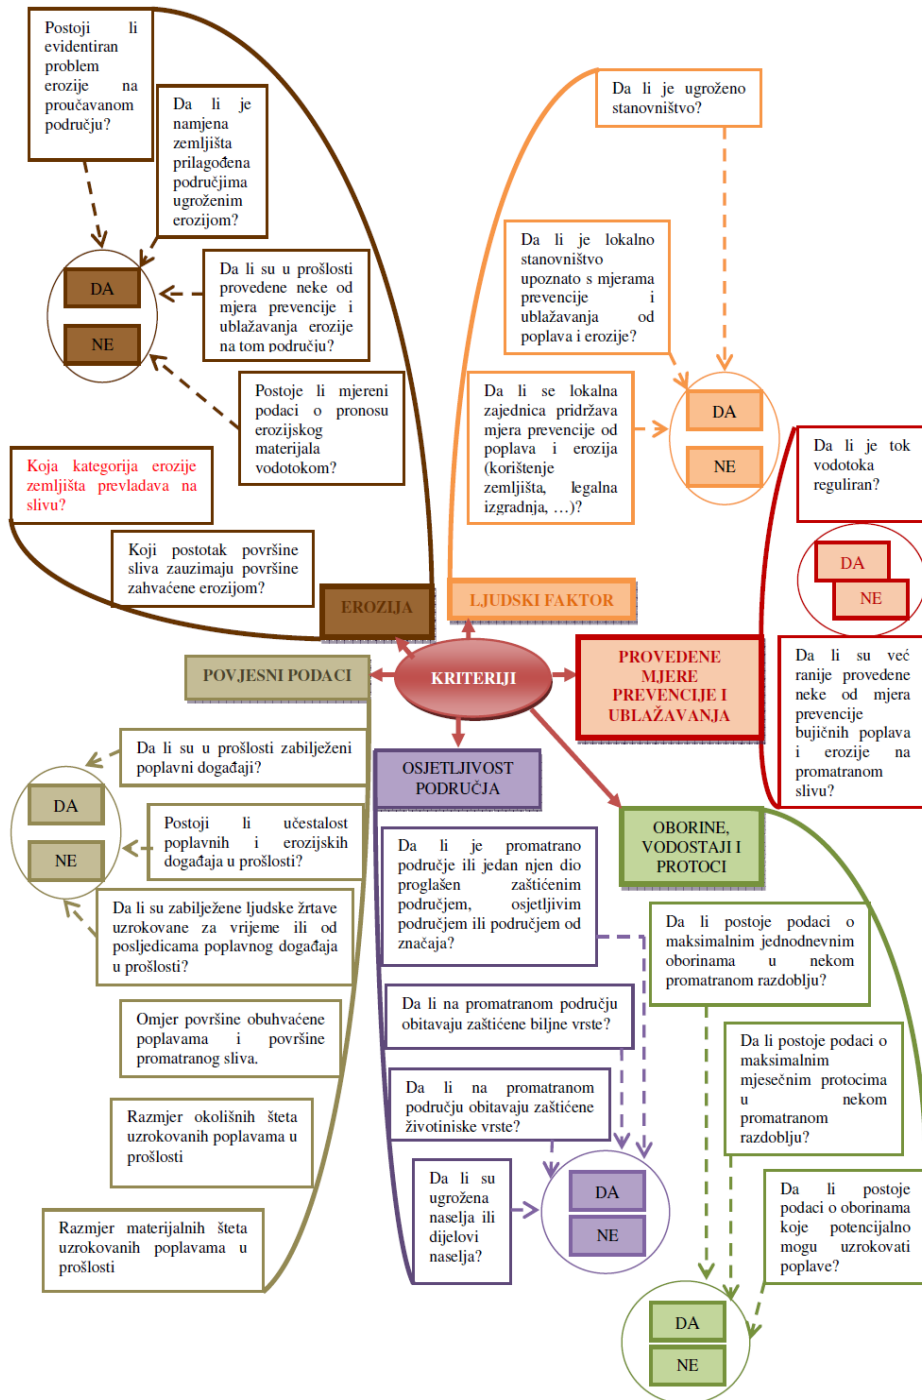 Postoji li
evidentiran
problem
erozije na
proučavanom
području?
Da li je
namjena
zemljišta
prilagođena
područjima
ugroženim
erozijom?
DA
NE
Da li su u prošlosti
provedene neke od
mjera prevencije i
ublažavanja erozije
na tom području?
Postoje li mjereni
podaci o pronosu
erozijskog
materijala
vodotokom?
Koja kategorija erozije
zemljišta prevladava na
slivu?
Koji postotak površine
sliva zauzimaju površine
zahvaćene erozijom?
EROZIJA
Da li je ugroženo
stanovništvo?
Da li je lokalno
stanovništvo
upoznato s mjerama
prevencije i
ublažavanja od
poplava i erozije?
Da li se lokalna
zajednica pridržava
mjera prevencije od
poplava i erozija
(korištenje
zemljišta, legalna
izgradnja, ...)?
DA
NE
LJUDSKI FAKTOR
Da li je tok
vodotoka
reguliran?
DA
NE
Da li su već
ranije provedene
neke od mjera
prevencije
bujičnih poplava
i erozije na
promatranom
slivu?
PROVEDENE
MJERE
PREVENCIJE I
UBLAŽAVANJA
KRITERIJI
POVJESNI PODACI
Da li su u prošlosti zabilježeni
poplavni događaji?
DA
NE
Postoji li učestalost
poplavnih i erozijskih
događaja u prošlosti?
Da li su zabilježene ljudske žrtave
uzrokovane za vrijeme ili od
posljedicama poplavnog događaja
u prošlosti?
Omjer površine obuhvaćene
poplavama i površine
promatranog sliva.
Razmjer okolišnih šteta
uzrokovanih poplavama u
prošlosti
Razmjer materijalnih šteta
uzrokovanih poplavama u
prošlosti
OSJETLJIVOST
PODRUČJA
Da li je promatrano
područje ili jedan njen dio
proglašen zaštićenim
područjem, osjetljivim
područjem ili područjem od
značaja?
Da li na promatranom području
obitavaju zaštićene biljne vrste?
Da li na promatranom
području obitavaju zaštićene
životiniske vrste?
Da li su
ugrožena
naselja ili
dijelovi
naselja?
DA
NE
OBORINE,
VODOSTAJI I
PROTOCI
Da li postoje podaci o
maksimalnim jednodnevnim
oborinama u nekom
promatranom razdoblju?
Da li postoje podaci o
maksimalnim
mjesečnim protocima
u nekom
promatranom
razdoblju?
Da li postoje
podaci o oborinama
koje potencijalno
mogu uzrokovati
poplave?
DA
NE